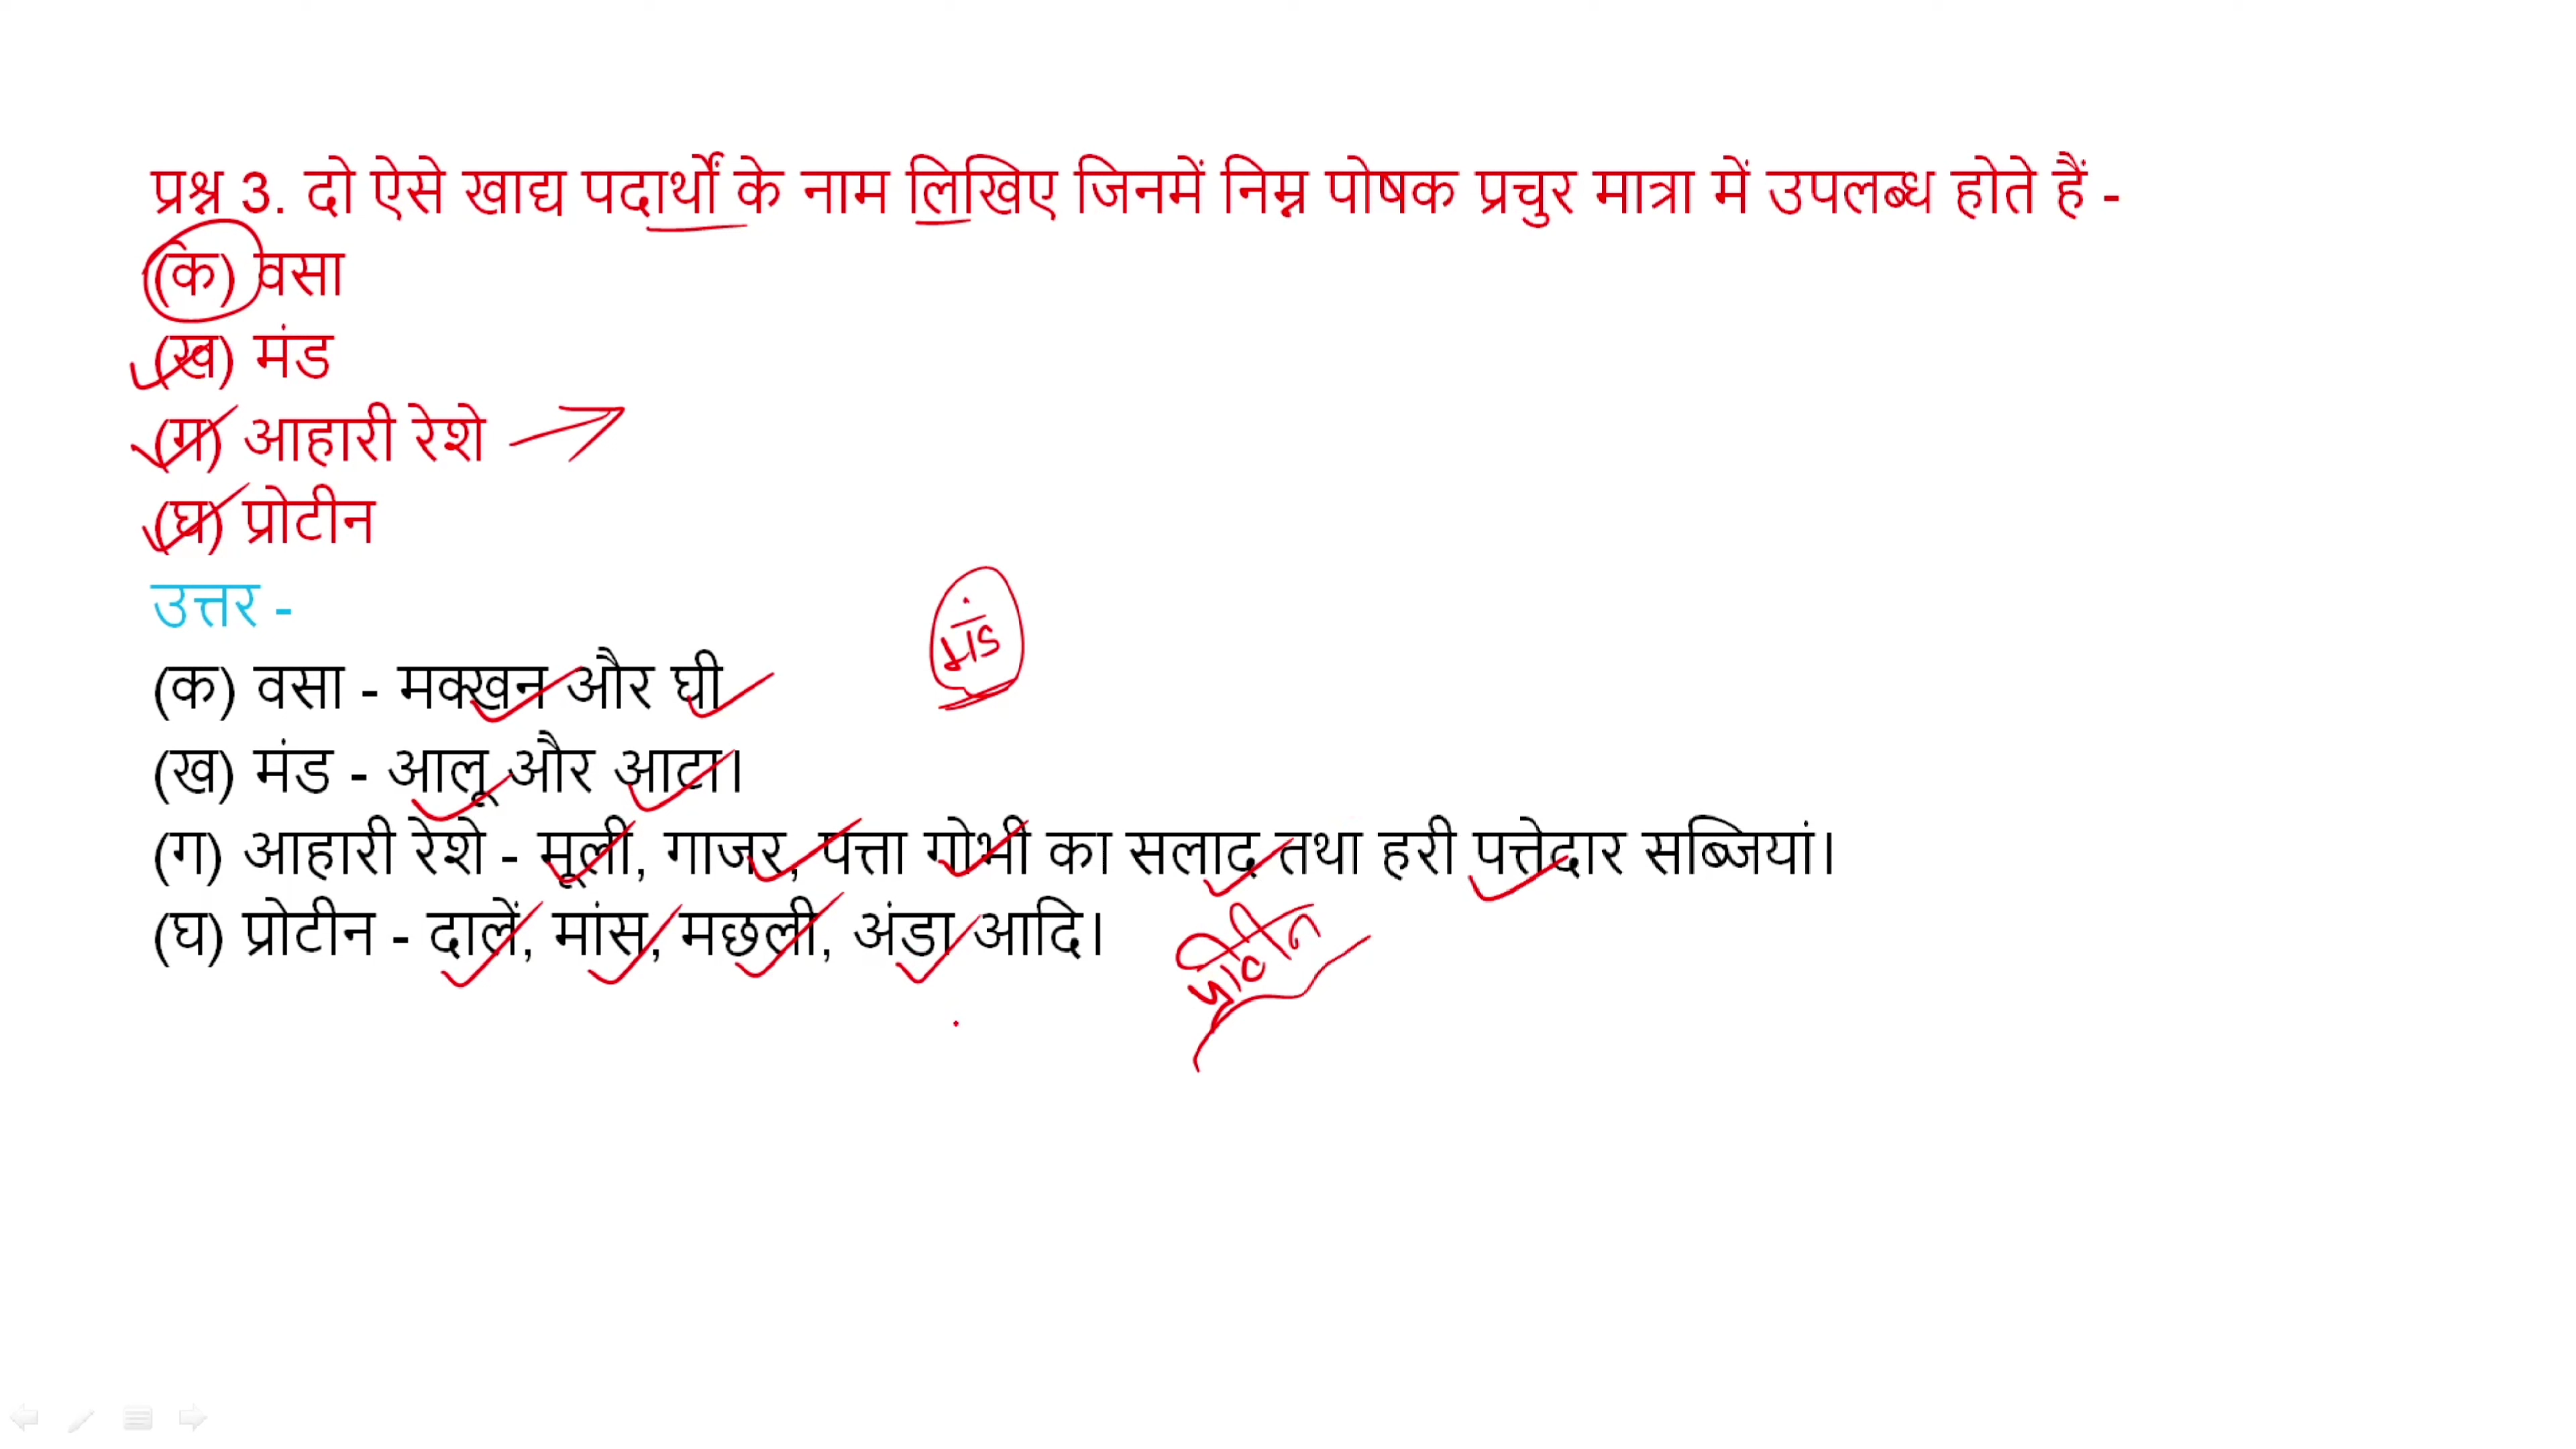 प्रश्न 3. दो ऐसे खाद्य पदार्थों के नाम लिखिए जिनमें निम्न पोषक प्रचुर मात्रा में उपलब्ध होते हैं -
(क) वसा
(ख) मंड
(ग) आहारी रेशे
(घ) प्रोटीन
उत्तर -
मंड
(क) वसा - मक्खन और घी
(ख) मंड - आलू और आटा।
(ग) आहारी रेशे - मूली, गाजर, पत्ता गोभी का सलाद तथा हरी पत्तेदार सब्जियां।
(घ) प्रोटीन - दालें, मांस, मछली, अंडा आदि।
प्रोटीन